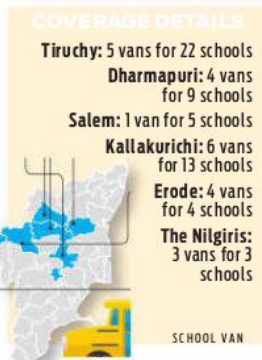 COVERAGE DETAILS
Tiruchy: 5 vans for 22 schools
Dharmapuri: 4 vans
for 9 schools
Salem: 1 van for 5 schools
Kallakurichi: 6 vans
for 13 schools
Erode: 4 vans
for 4 schools
The Nilgiris:
3 vans for 3
schools
SCHOOL VAN